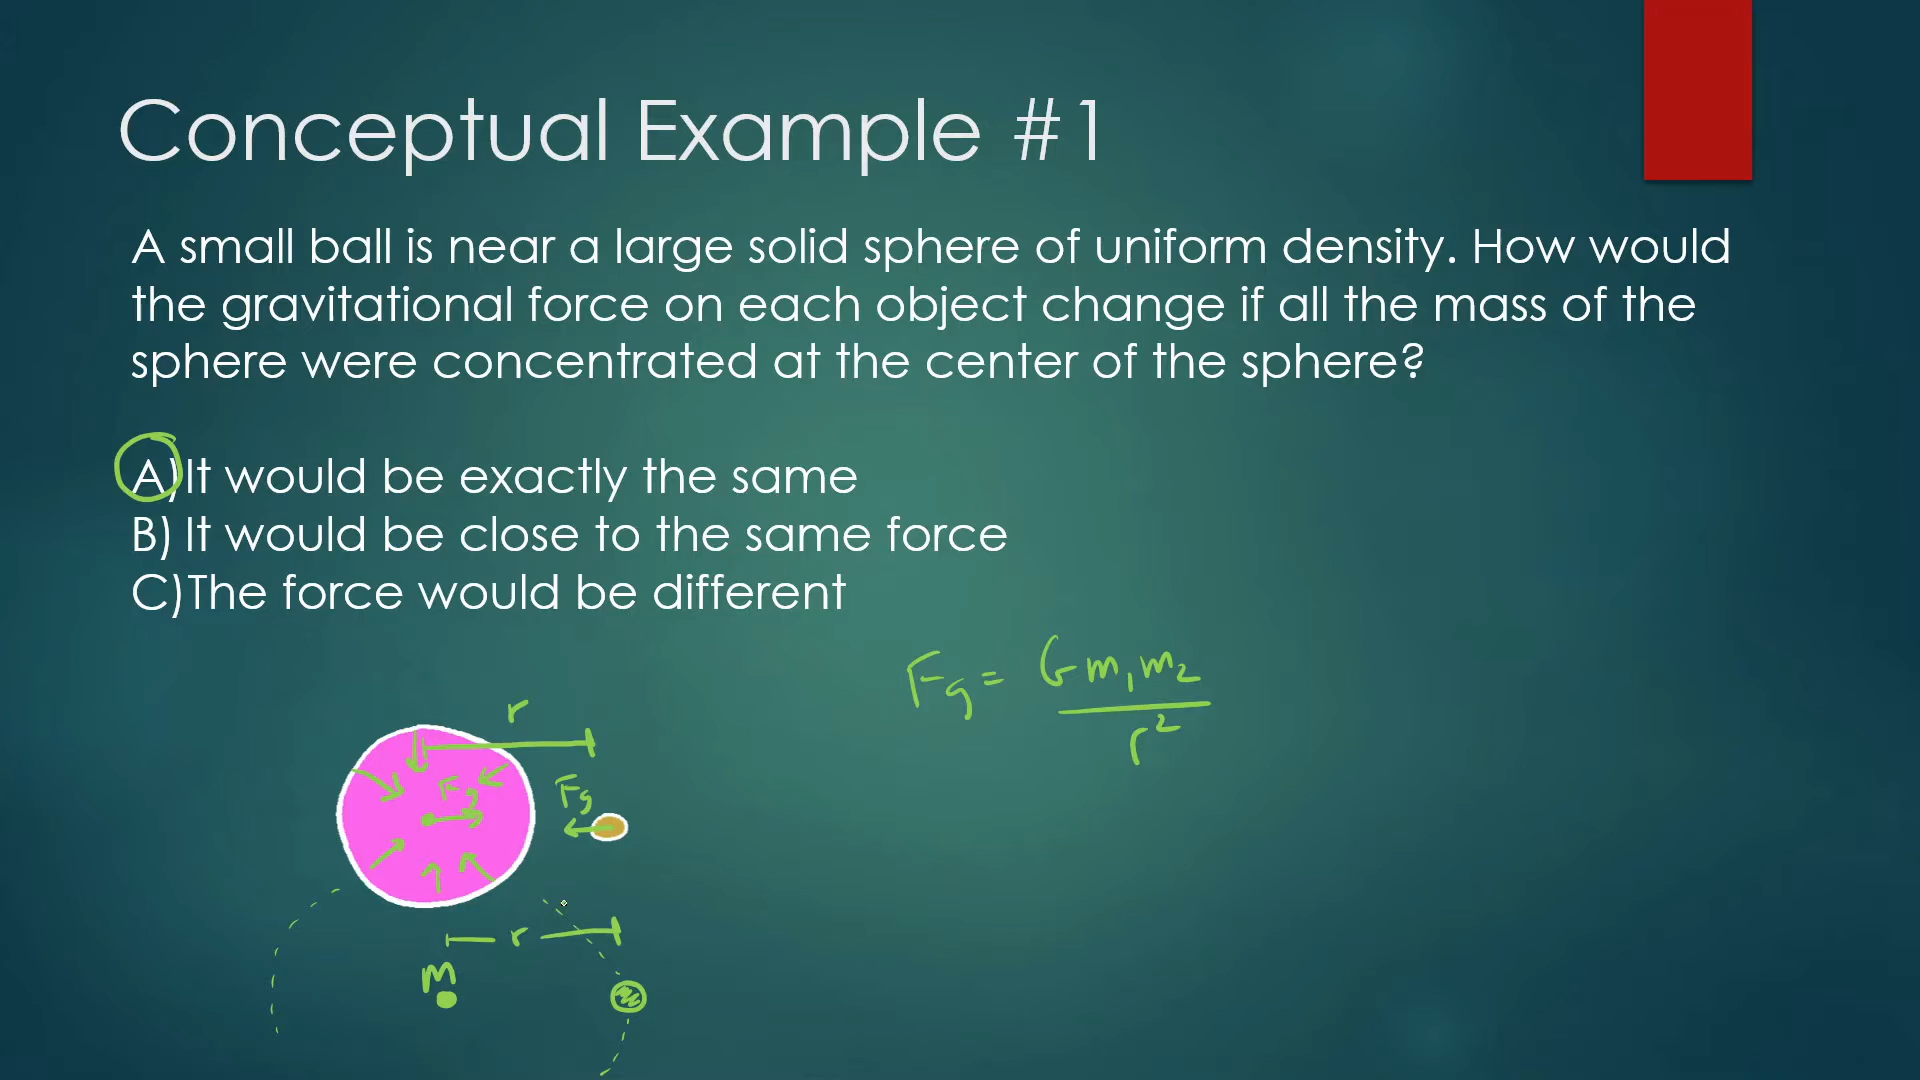 Conceptual Example #1
A small ball is near a large solid sphere of uniform density. How would
the gravitational force on each object change if all the mass of the
sphere were concentrated at the center of the sphere?
A)It would be exactly the same
B) It would be close to the same force
C)The force would be different
Fg = Gm₁m₂
r²
r
Fg
Fg
r
m